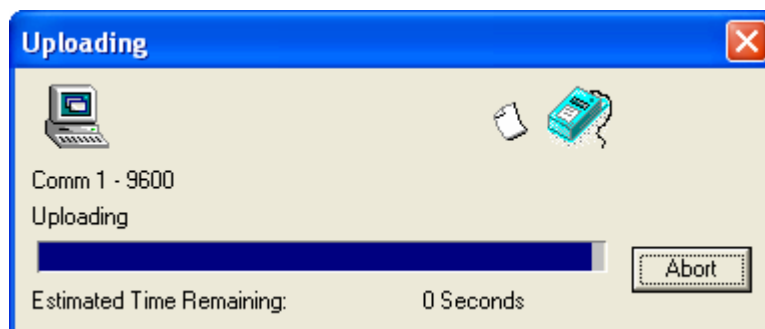 Uploading
Comm 1 - 9600
Uploading
Abort
Estimated Time Remaining: 0 Seconds